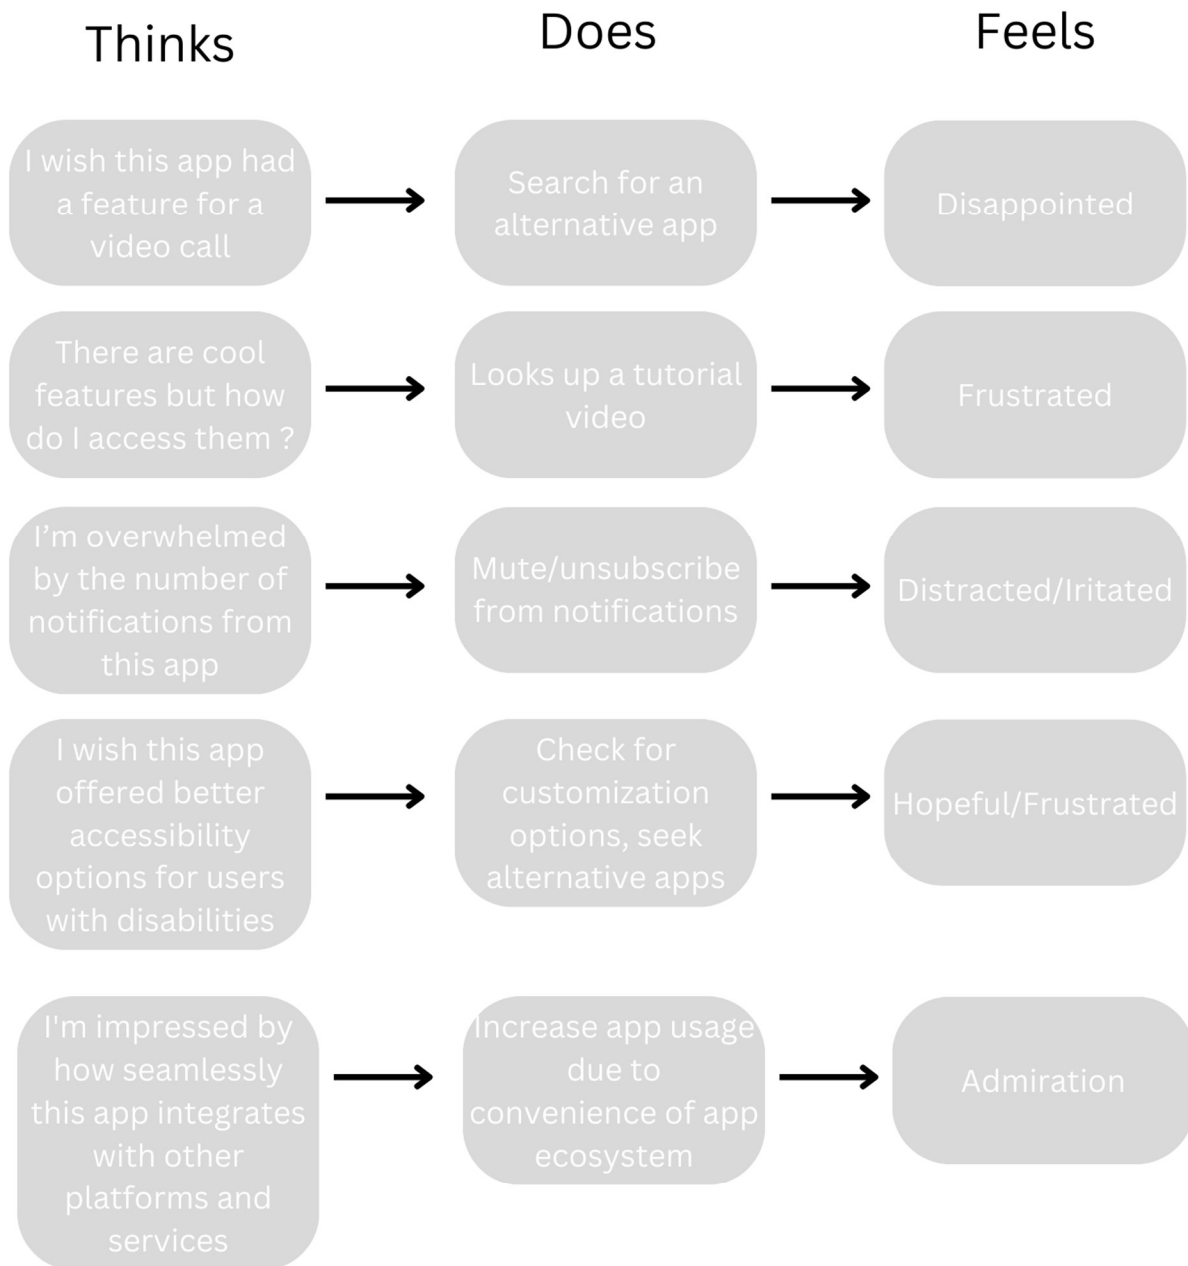 Thinks
Does
Feels
I wish this app had
a feature for a
video call
Search for an
alternative app
Disappointed
There are cool
features but how
do I access them ?
Looks up a tutorial
video
Frustrated
I’m overwhelmed
by the number of
notifications from
this app
Mute/unsubscribe
from notifications
Distracted/Iritated
I wish this app
offered better
accessibility
options for users
with disabilities
Check for
customization
options, seek
alternative apps
Hopeful/Frustrated
I'm impressed by
how seamlessly
this app integrates
with other
platforms and
services
Increase app usage
due to
convenience of app
ecosystem
Admiration